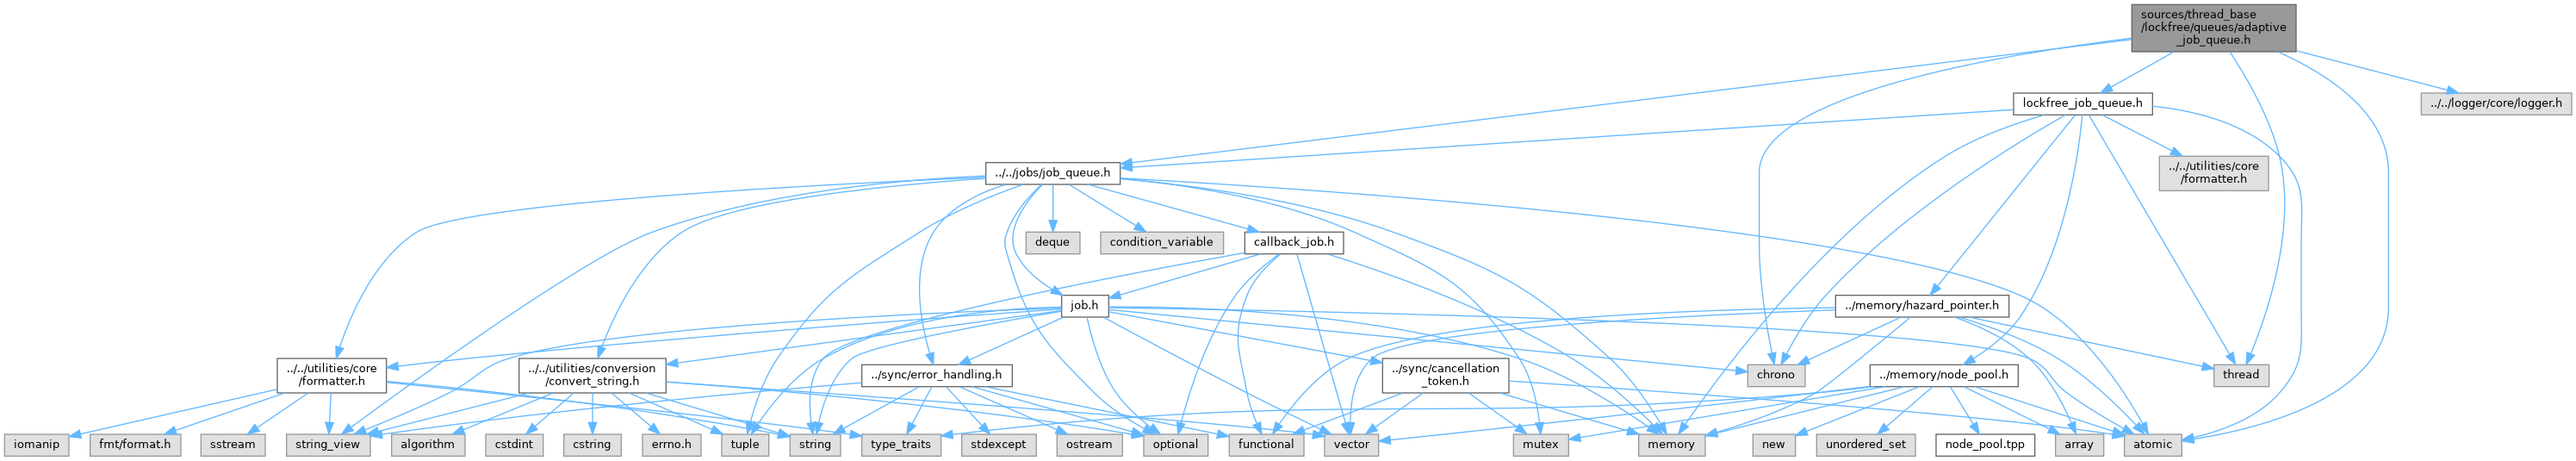 sources/thread_base
/lockfree/queues/adaptive
_job_queue.h
lockfree_job_queue.h
../../logger/core/logger.h
../../jobs/job_queue.h
../../utilities/core
/formatter.h
deque
condition_variable
callback_job.h
job.h
../memory/hazard_pointer.h
../../utilities/core
/formatter.h
../../utilities/conversion
/convert_string.h
../sync/error_handling.h
../sync/cancellation
_token.h
chrono
../memory/node_pool.h
thread
iomanip
fmt/format.h
sstream
string_view
algorithm
cstdint
cstring
errno.h
tuple
string
type_traits
stdexcept
ostream
optional
functional
vector
mutex
memory
new
unordered_set
node_pool.tpp
array
atomic